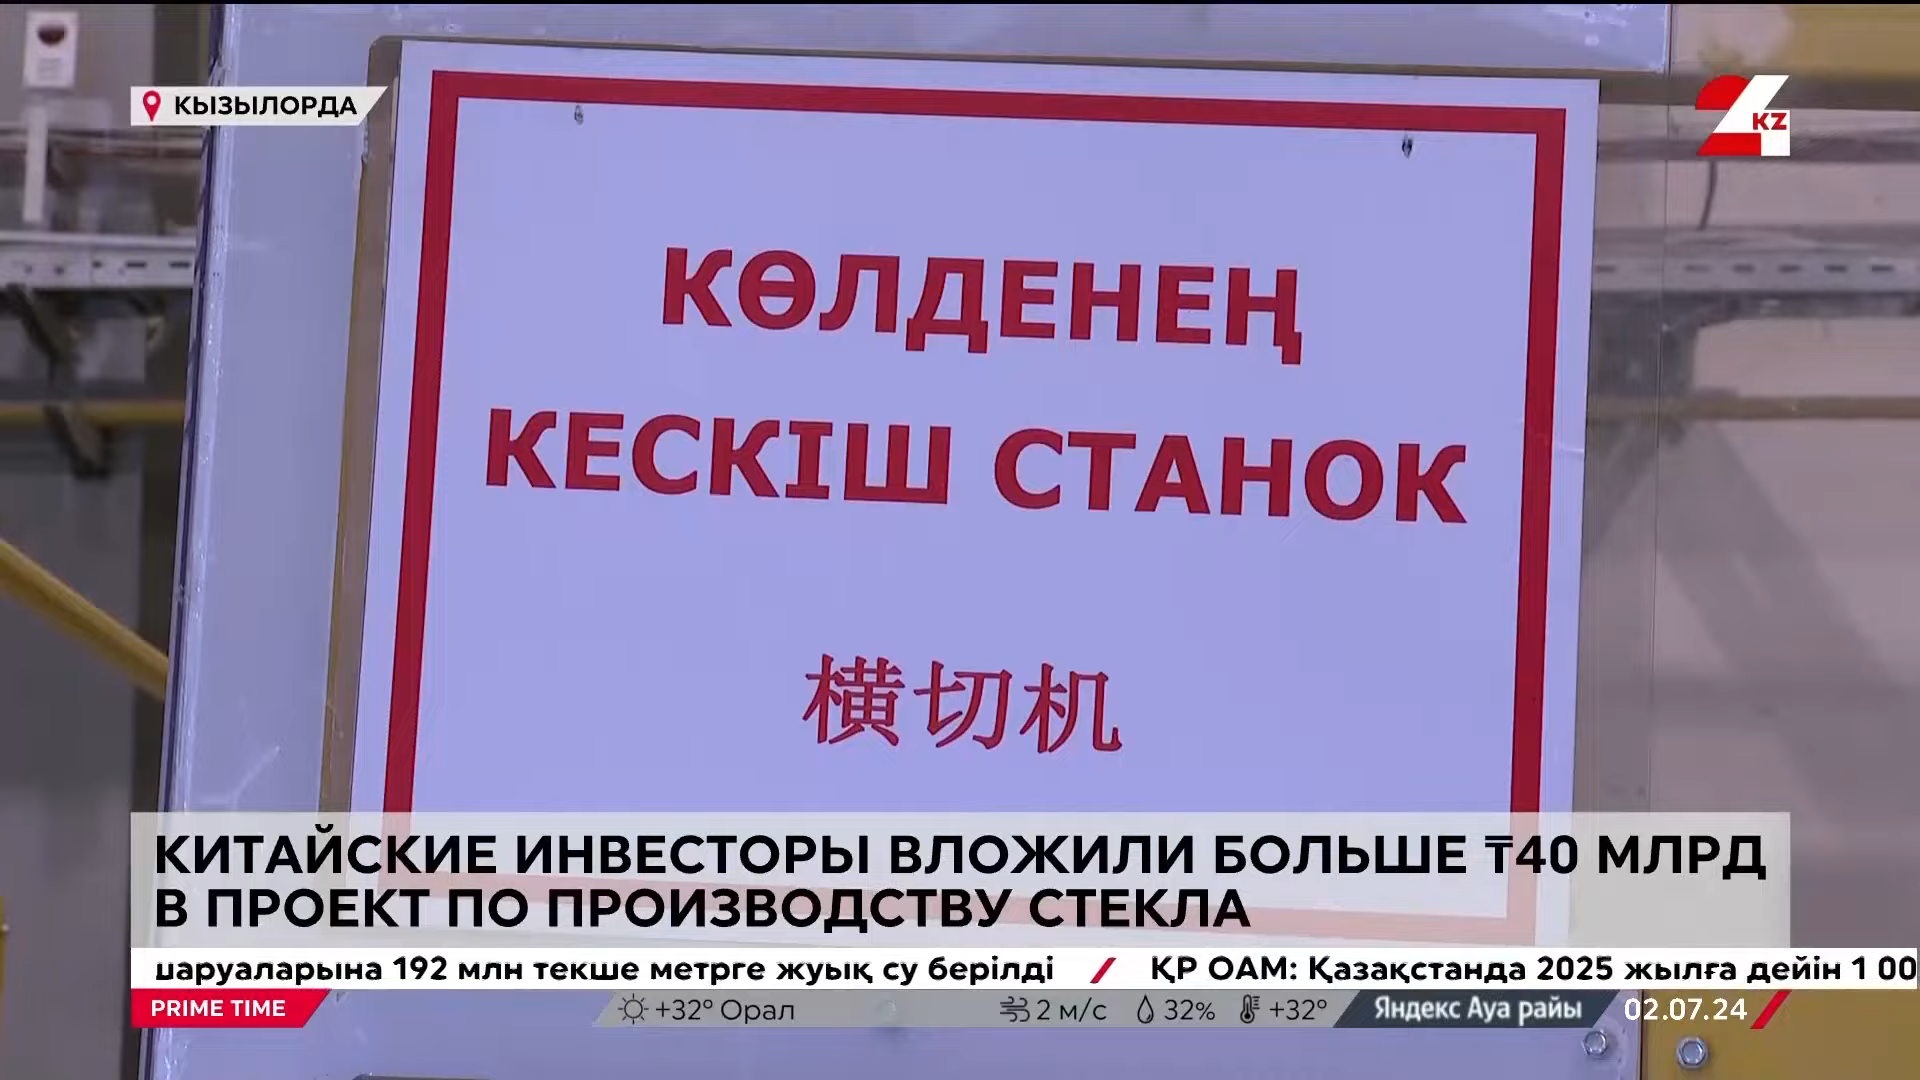 КЫЗЫЛОРДА
24 KZ
КӨЛДЕНЕҢ
КЕСКІШ СТАНОК
横切机
КИТАЙСКИЕ ИНВЕСТОРЫ ВЛОЖИЛИ БОЛЬШЕ ₸40 МЛРД
В ПРОЕКТ ПО ПРОИЗВОДСТВУ СТЕКЛА
шаруаларына 192 млн текше метрге жуық су берілді / ҚР ОАМ: Қазақстанда 2025 жылға дейін 1 00
PRIME TIME +32° Орал 2 м/с 32% +32° Яндекс Ауа райы 02.07.24